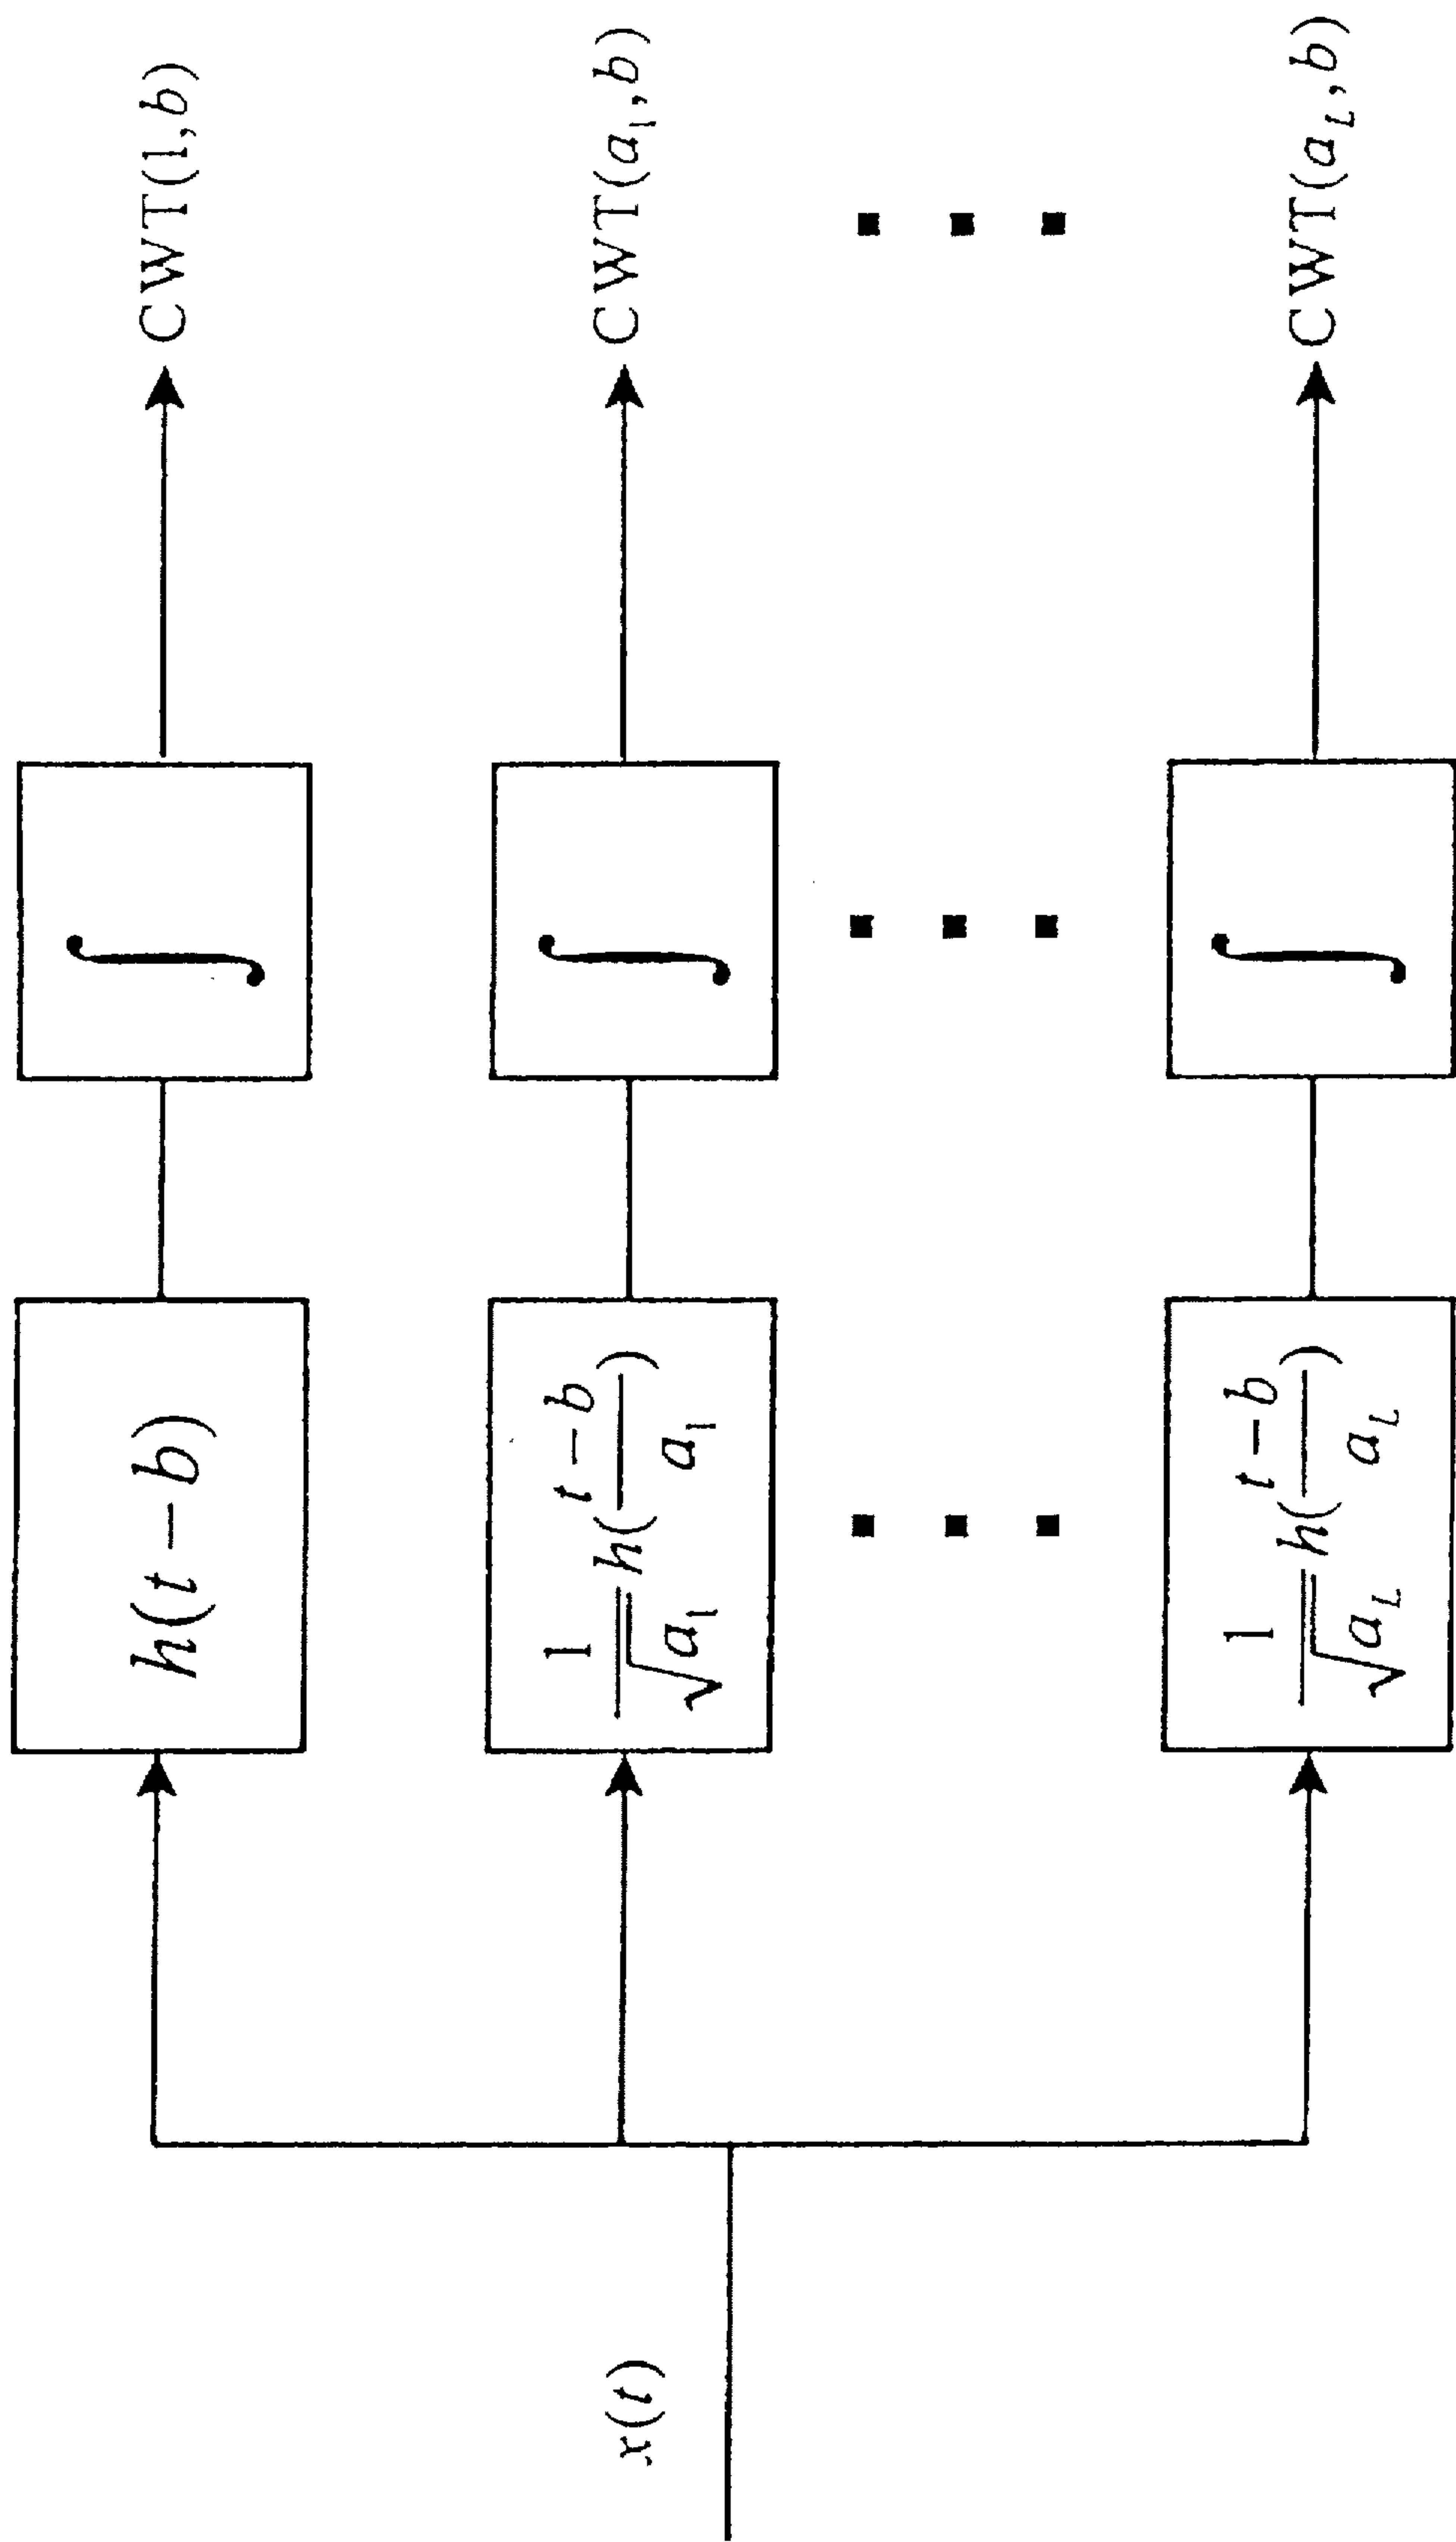 x(t)
h(t−b)
∫
CWT(1,b)
1/√a₁ h((t−b)/a₁)
∫
CWT(a₁,b)
1/√a_L h((t−b)/a_L)
∫
CWT(a_L,b)